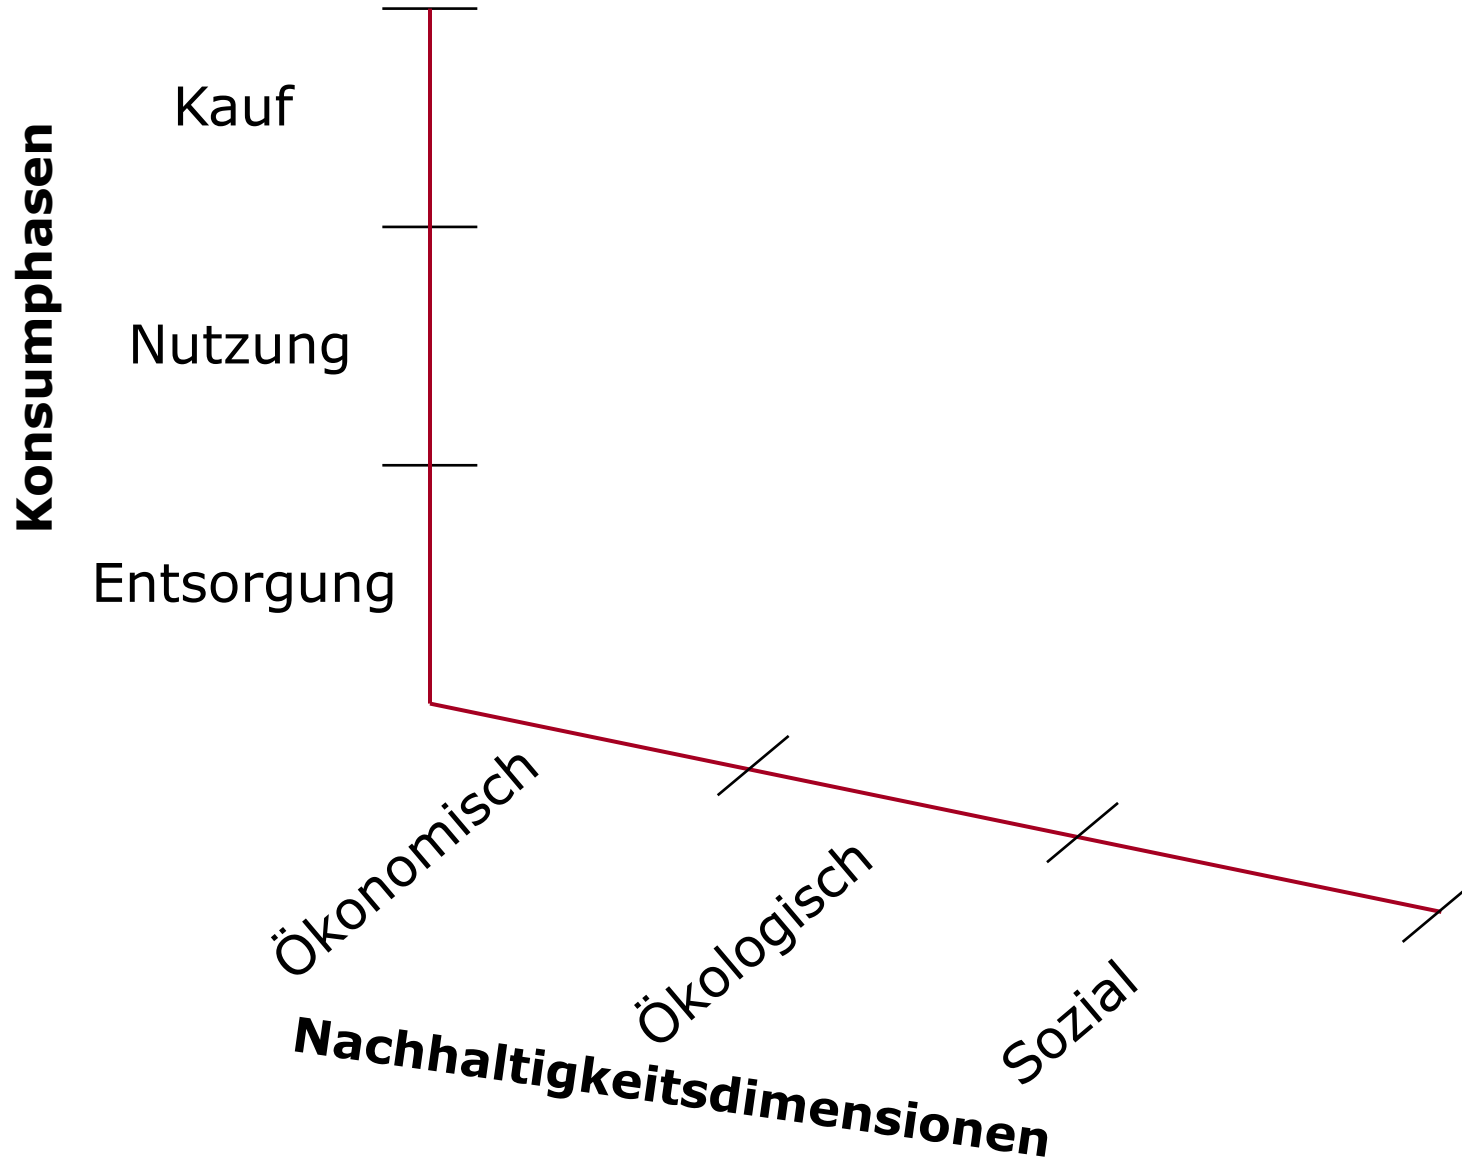 Konsumphasen
Kauf
Nutzung
Entsorgung
Ökonomisch
Ökologisch
Sozial
Nachhaltigkeitsdimensionen